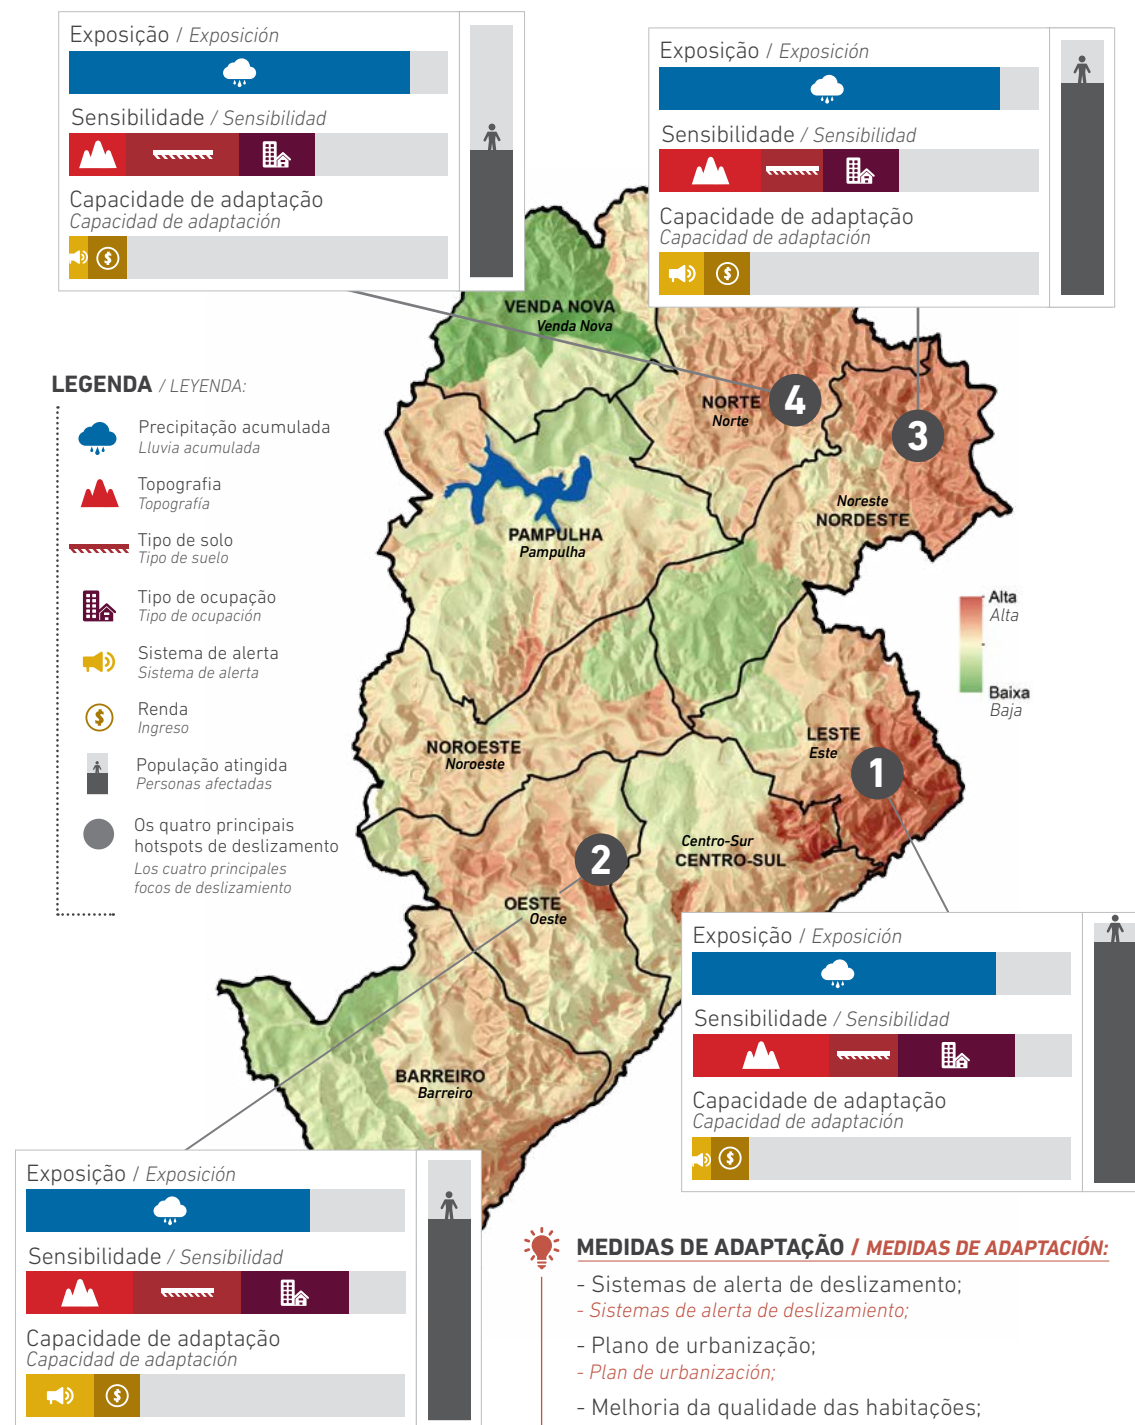 Exposição / Exposición
Sensibilidade / Sensibilidad
Capacidade de adaptação
Capacidad de adaptación
Exposição / Exposición
Sensibilidade / Sensibilidad
Capacidade de adaptação
Capacidad de adaptación
VENDA NOVA
Venda Nova
NORTE
Norte
4
3
Noreste
NORDESTE
PAMPULHA
Pampulha
LEGENDA / LEYENDA:
Precipitação acumulada
Lluvia acumulada
Topografia
Topografía
Tipo de solo
Tipo de suelo
Tipo de ocupação
Tipo de ocupación
Sistema de alerta
Sistema de alerta
Renda
Ingreso
População atingida
Personas afectadas
Os quatro principais
hotspots de deslizamento
Los cuatro principales
focos de deslizamiento
Alta
Alta
Baixa
Baja
LESTE
Este
1
NOROESTE
Noroeste
Centro-Sur
CENTRO-SUL
2
OESTE
Oeste
BARREIRO
Barreiro
Exposição / Exposición
Sensibilidade / Sensibilidad
Capacidade de adaptação
Capacidad de adaptación
Exposição / Exposición
Sensibilidade / Sensibilidad
Capacidade de adaptação
Capacidad de adaptación
MEDIDAS DE ADAPTAÇÃO / MEDIDAS DE ADAPTACIÓN:
- Sistemas de alerta de deslizamento;
- Sistemas de alerta de deslizamiento;
- Plano de urbanização;
- Plan de urbanización;
- Melhoria da qualidade das habitações;